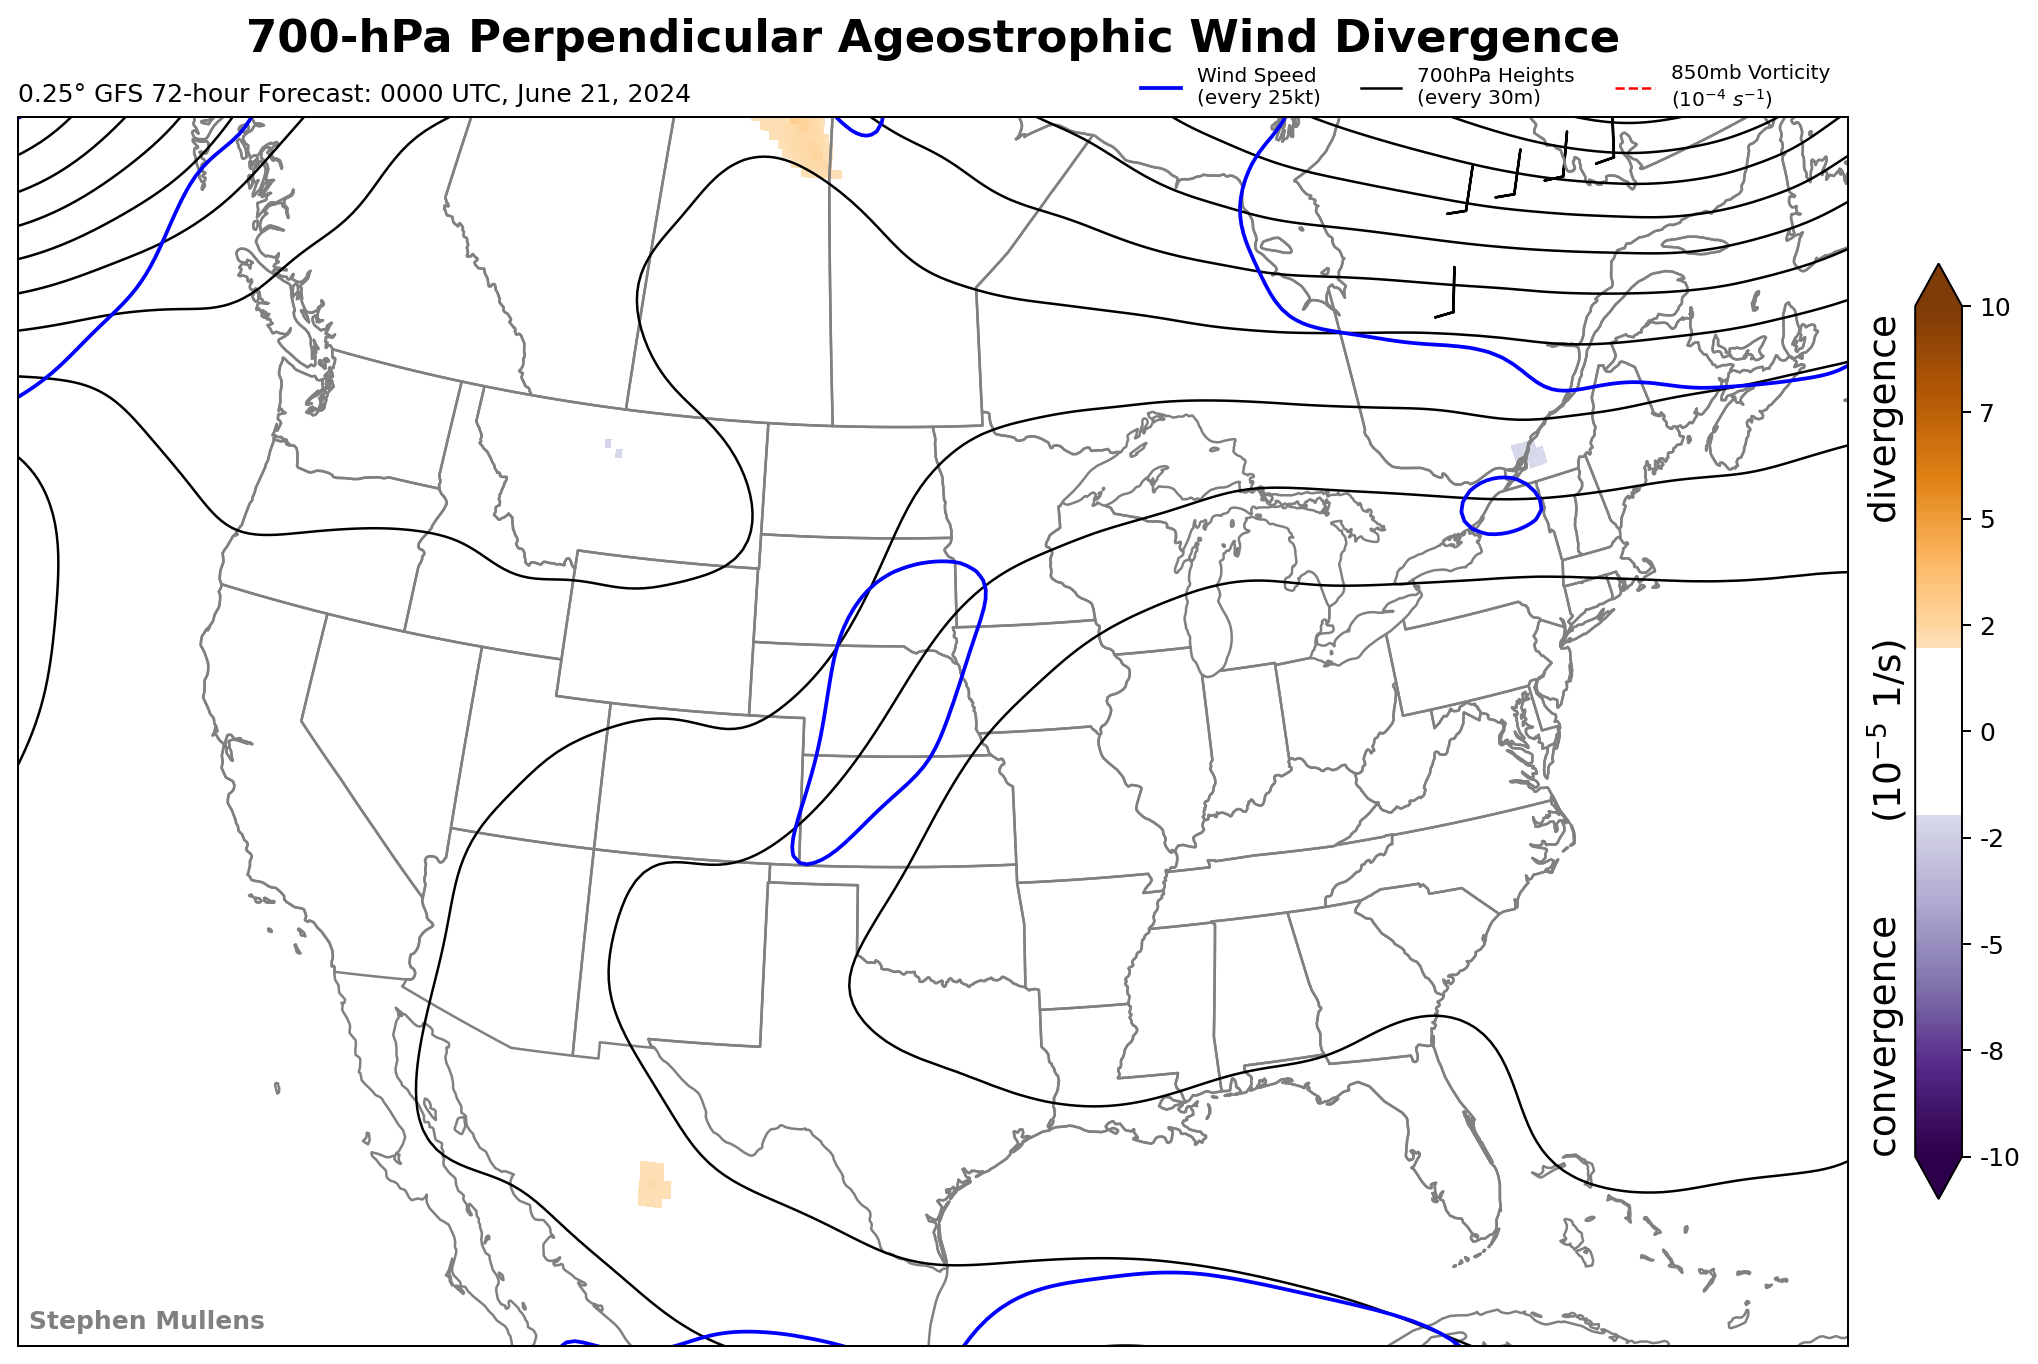 700-hPa Perpendicular Ageostrophic Wind Divergence
0.25° GFS 72-hour Forecast: 0000 UTC, June 21, 2024
Wind Speed
(every 25kt)
700hPa Heights
(every 30m)
850mb Vorticity
(10⁻⁴ s⁻¹)
10
7
5
2
0
-2
-5
-8
-10
convergence (10⁻⁵ 1/s) divergence
Stephen Mullens